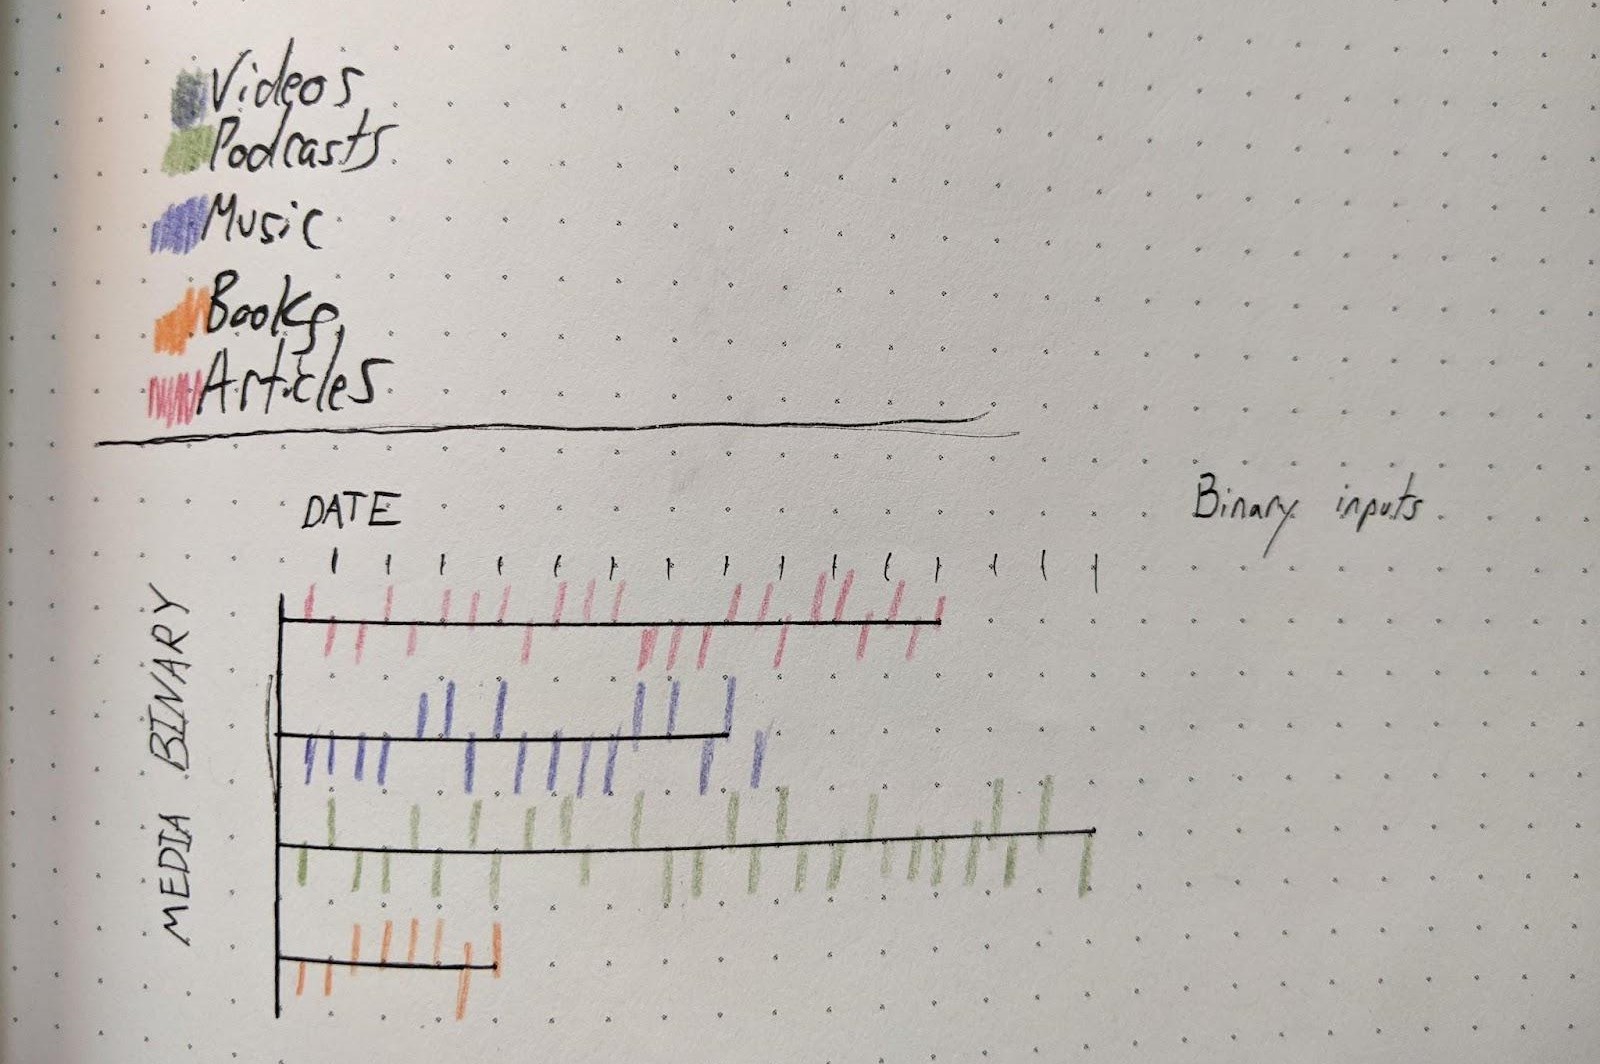 Videos
Podcasts
Music
Books
Articles
DATE
Binary inputs
MEDIA BINARY